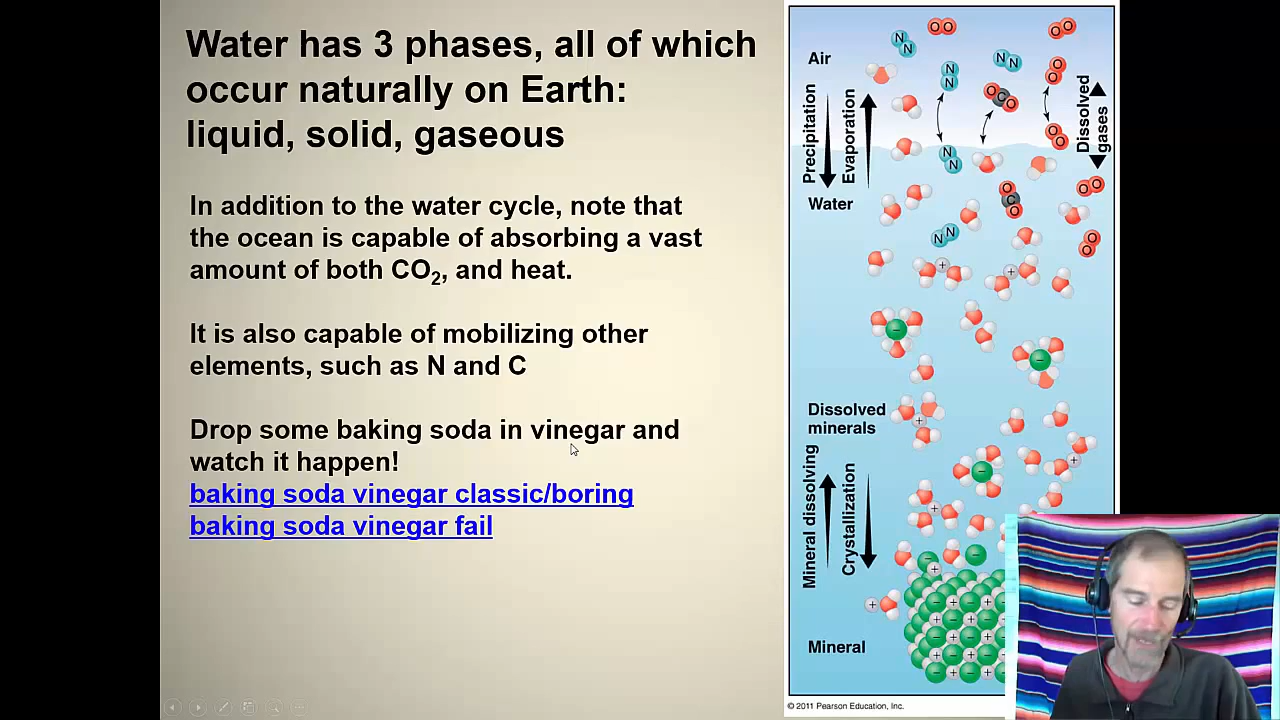 Water has 3 phases, all of which
occur naturally on Earth:
liquid, solid, gaseous
In addition to the water cycle, note that
the ocean is capable of absorbing a vast
amount of both CO2, and heat.
It is also capable of mobilizing other
elements, such as N and C
Drop some baking soda in vinegar and
watch it happen!
baking soda vinegar classic/boring
baking soda vinegar fail
Air
Precipitation
Evaporation
Dissolved
gases
Water
Dissolved
minerals
Mineral dissolving
Crystallization
Mineral
© 2011 Pearson Education, Inc.